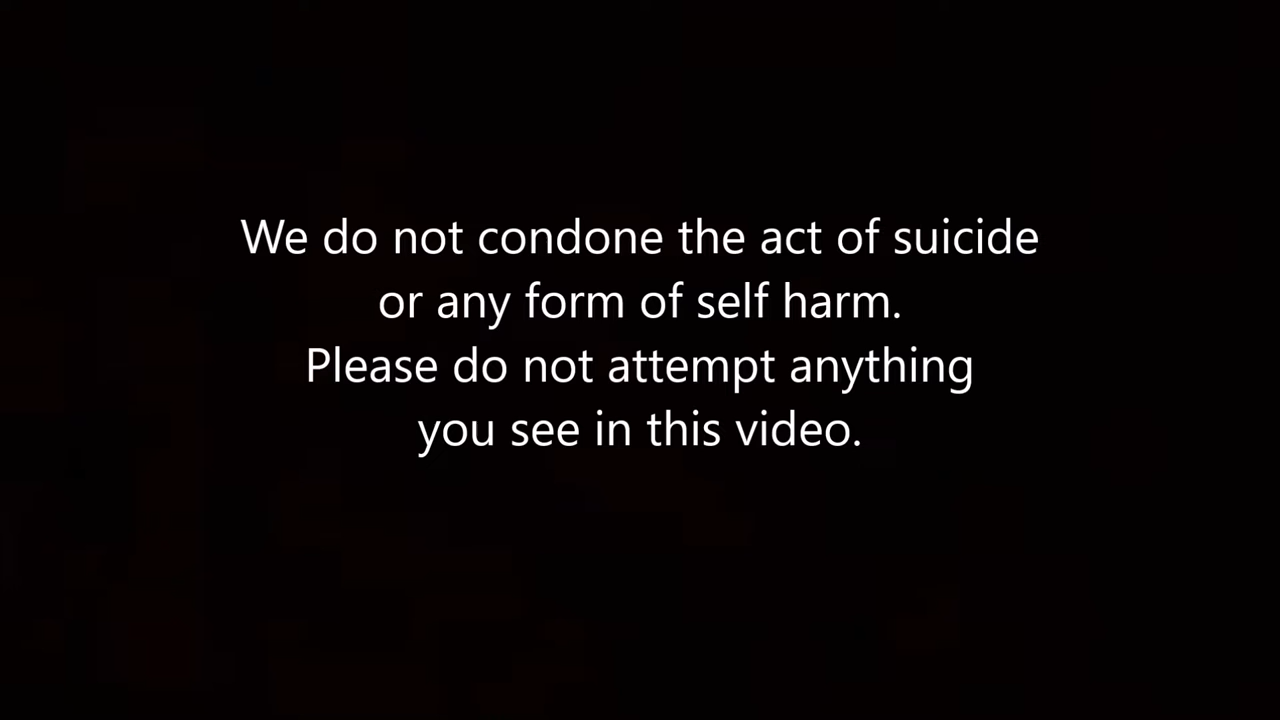 We do not condone the act of suicide
or any form of self harm.
Please do not attempt anything
you see in this video.